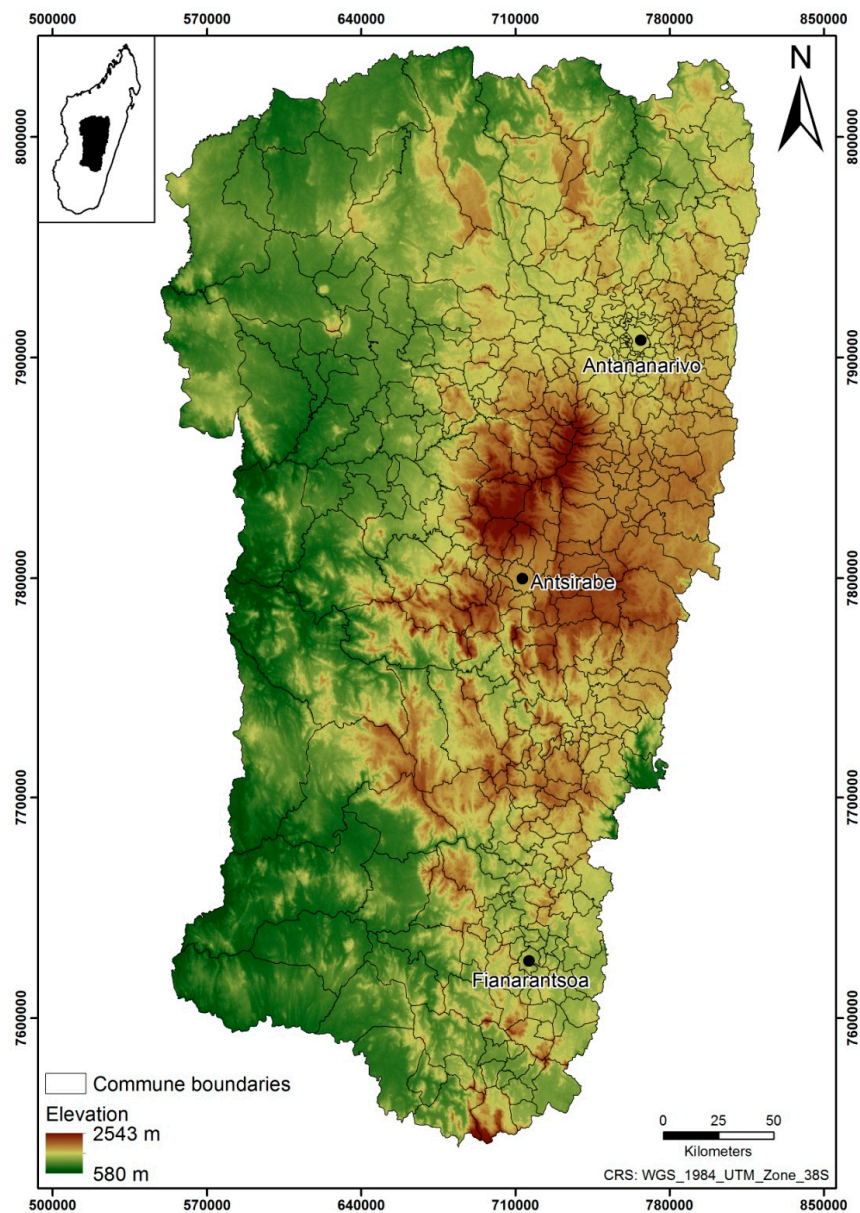 500000 570000 640000 710000 780000 850000
N
8000000 8000000
Antananarivo
7900000 7900000
Antsirabe
7800000 7800000
7700000 7700000
Fianarantsoa
7600000 7600000
Commune boundaries
Elevation
2543 m
580 m
0 25 50
Kilometers
CRS: WGS_1984_UTM_Zone_38S
500000 570000 640000 710000 780000 850000